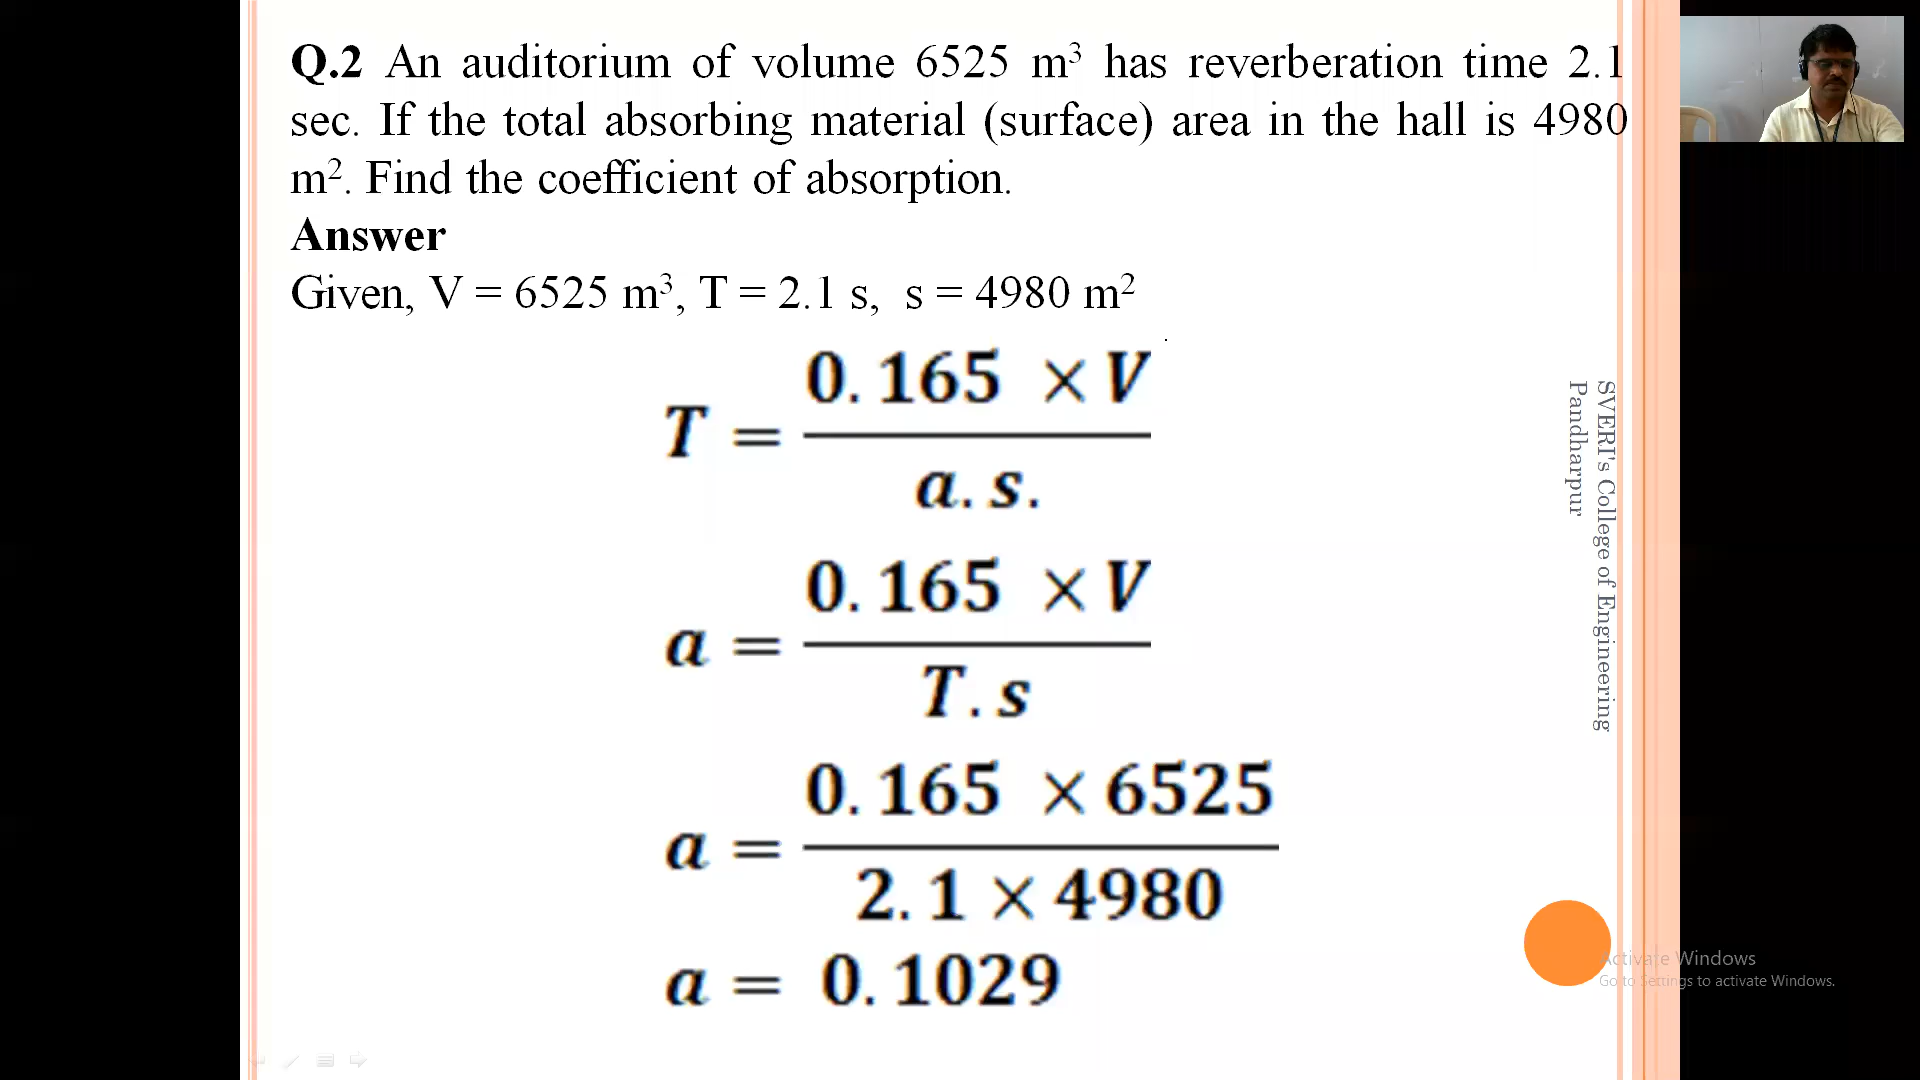 Q.2 An auditorium of volume 6525 m³ has reverberation time 2.1
sec. If the total absorbing material (surface) area in the hall is 4980
m². Find the coefficient of absorption.
Answer
Given, V = 6525 m³, T = 2.1 s, s = 4980 m²
T = 0.165 × V / a.s.
a = 0.165 × V / T.s
a = 0.165 × 6525 / 2.1 × 4980
a = 0.1029
SVERI's College of Engineering
Pandharpur
Activate Windows
Go to Settings to activate Windows.